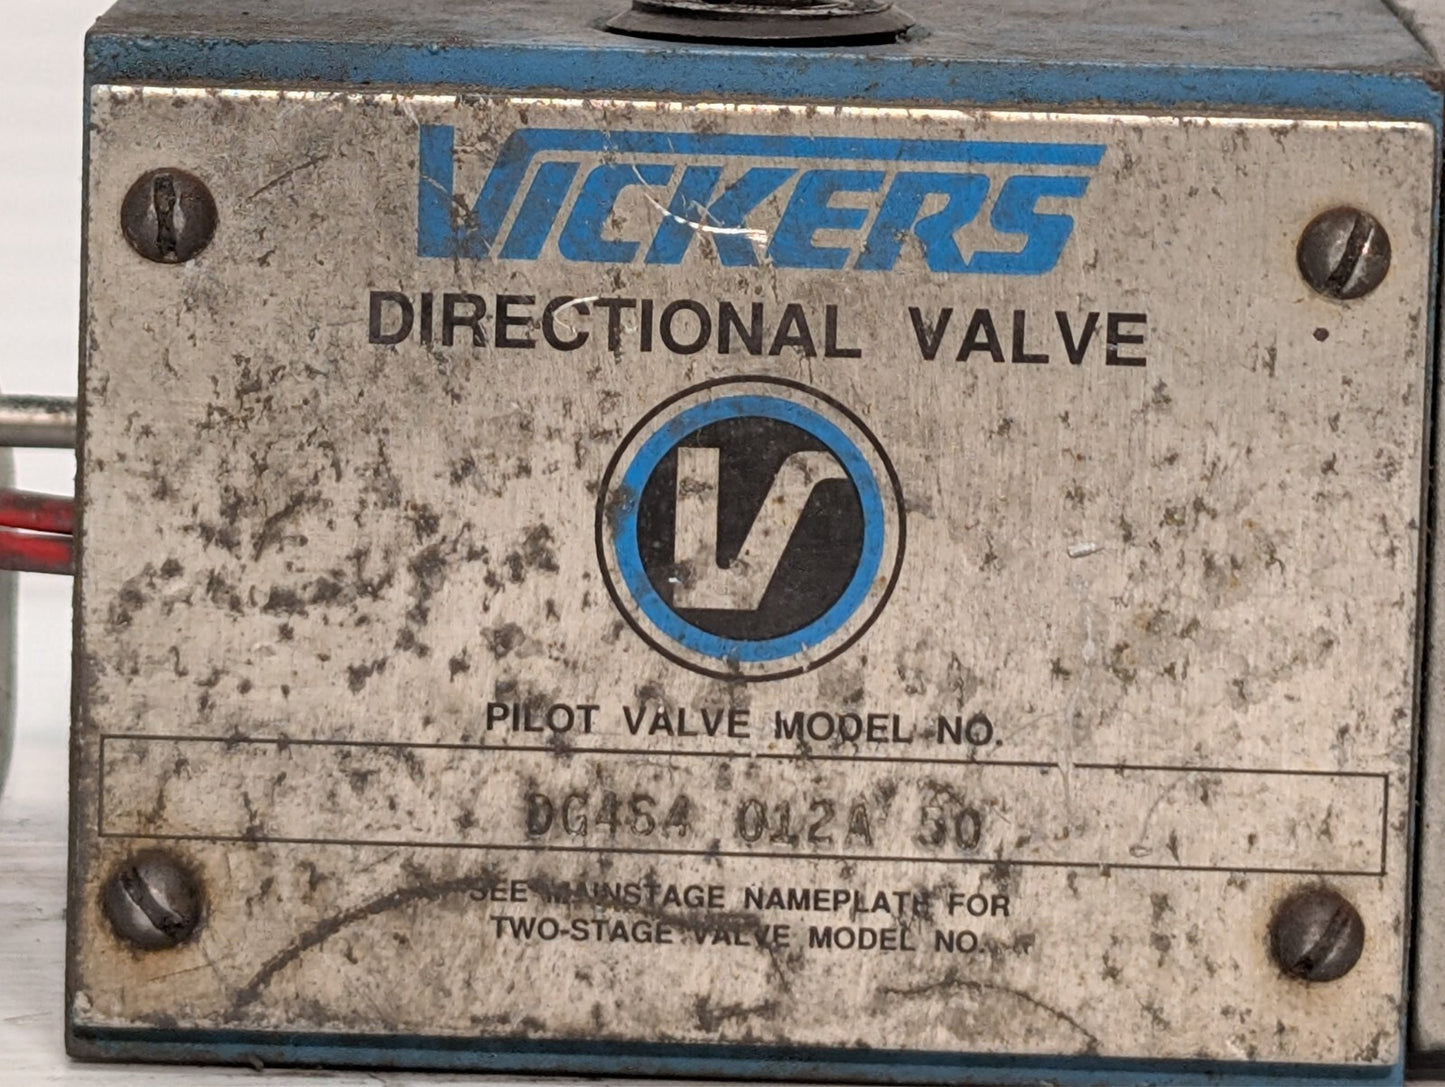 VICKERS
DIRECTIONAL VALVE
V
PILOT VALVE MODEL NO.
DG4S4 012A 50
SEE MAINSTAGE NAMEPLATE FOR
TWO-STAGE VALVE MODEL NO.